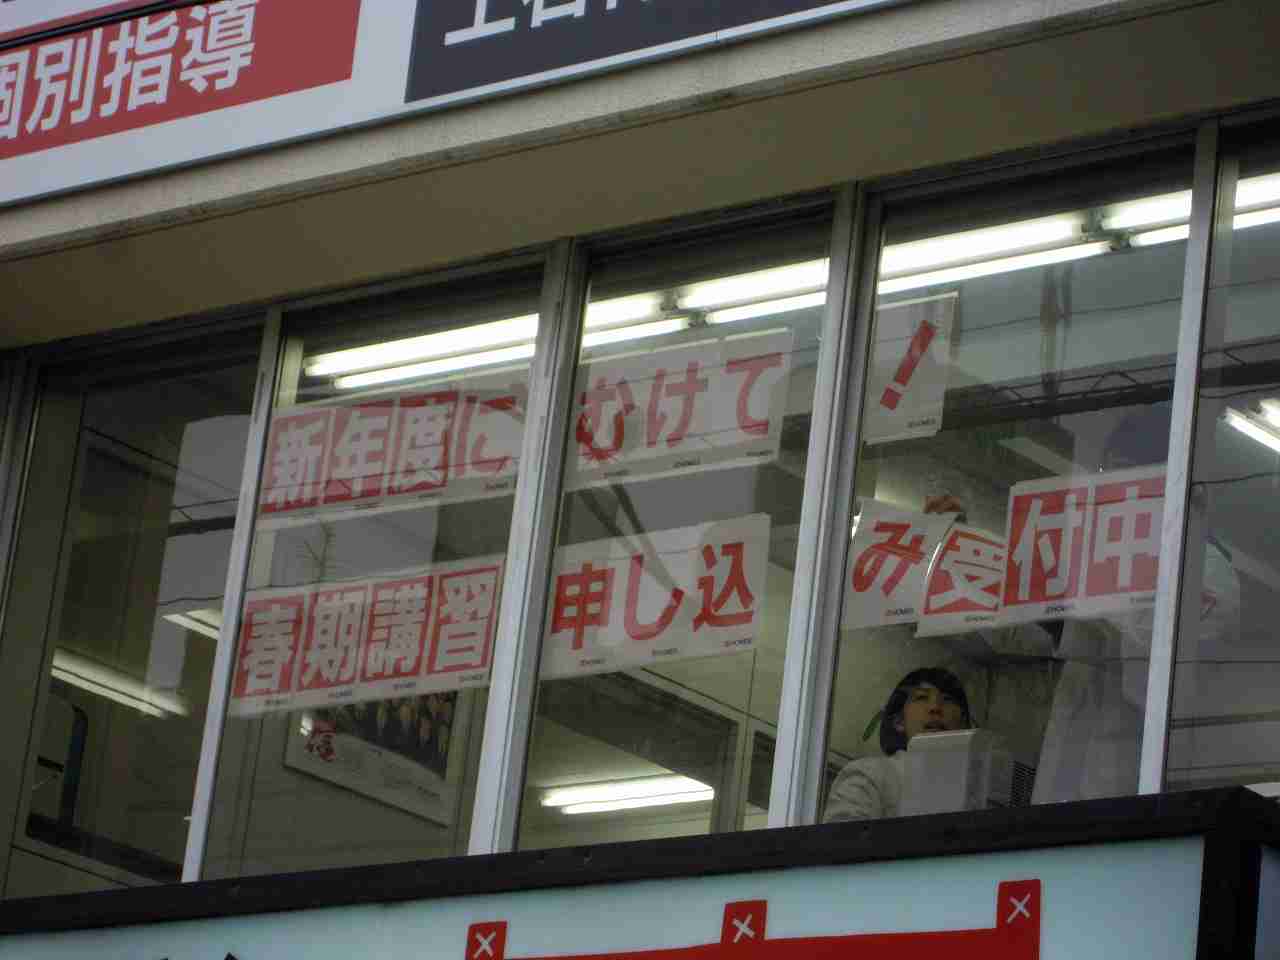 個別指導
新年度にむけて!
春期講習申し込み受付中